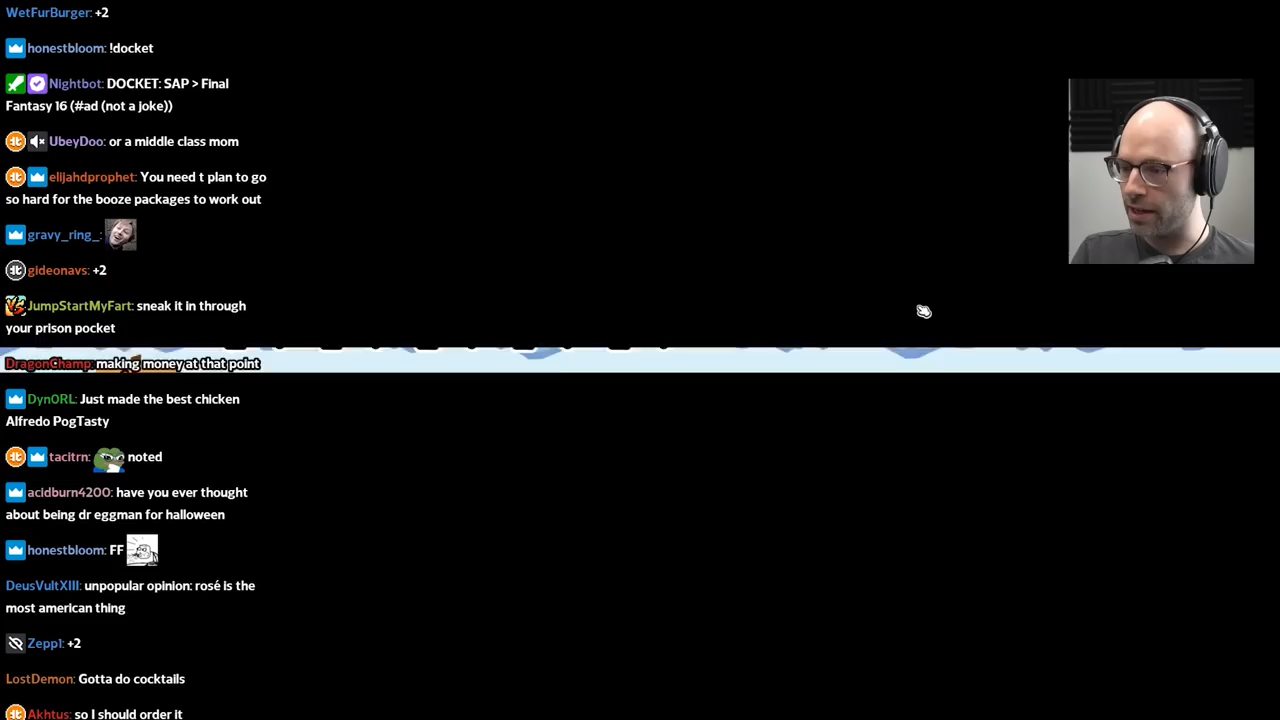 WetFurBurger: +2
honestbloom: !docket
Nightbot: DOCKET: SAP > Final
Fantasy 16 (#ad (not a joke))
UbeyDoo: or a middle class mom
elijahdprophet: You need t plan to go
so hard for the booze packages to work out
gravy_ring_:
gideonavs: +2
JumpStartMyFart: sneak it in through
your prison pocket
DragonChamp: making money at that point
DynORL: Just made the best chicken
Alfredo PogTasty
tacitrn: noted
acidburn4200: have you ever thought
about being dr eggman for halloween
honestbloom: FF
DeusVultXIII: unpopular opinion: rosé is the
most american thing
Zepp1: +2
LostDemon: Gotta do cocktails
Akhtus: so I should order it